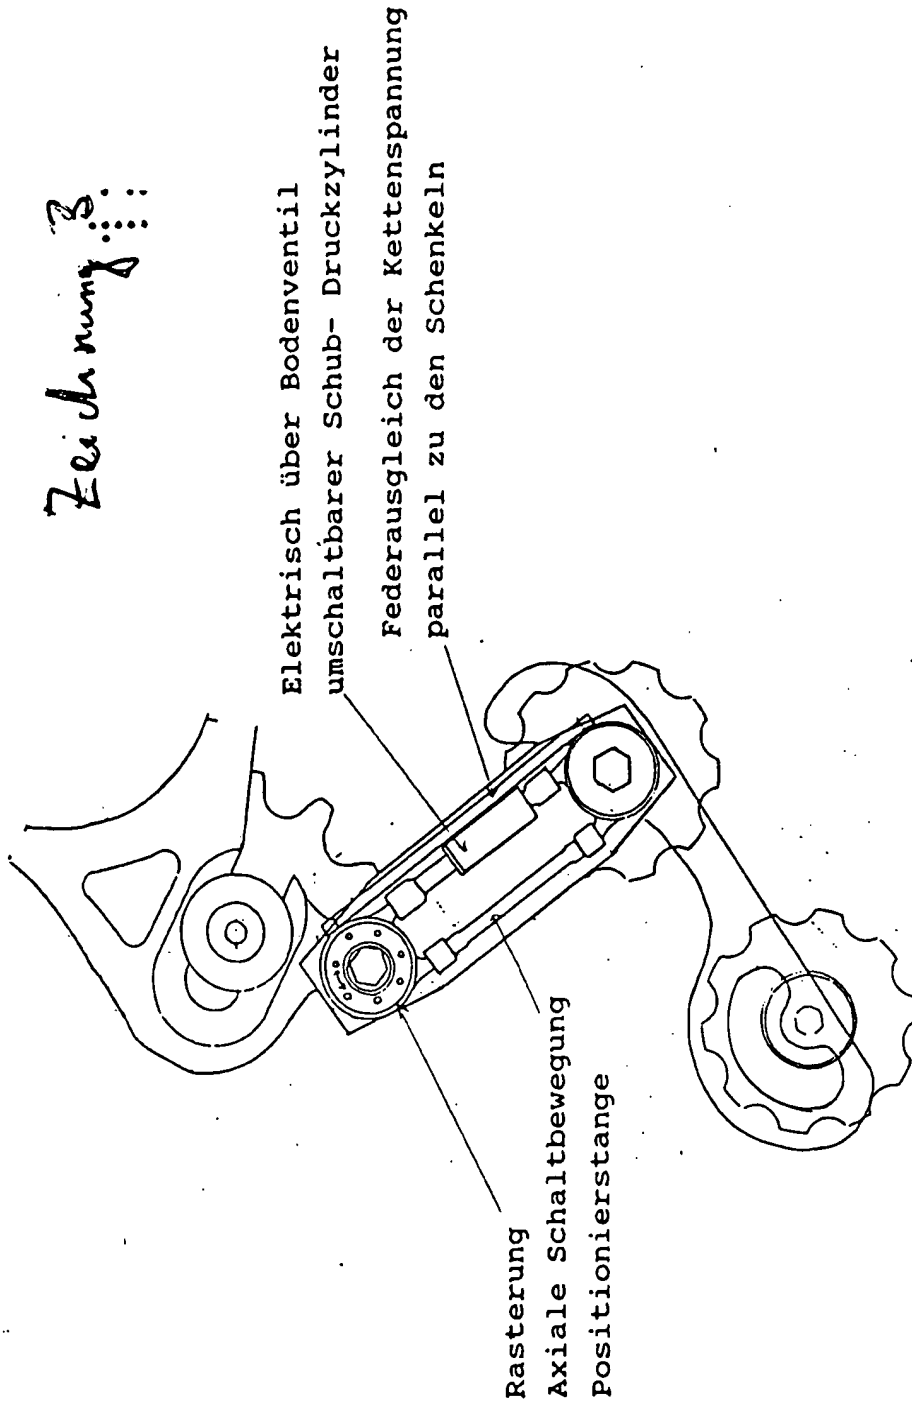 Zeichnung 3
Elektrisch über Bodenventil
umschaltbarer Schub- Druckzylinder
Federausgleich der Kettenspannung
parallel zu den Schenkeln
Rasterung
Axiale Schaltbewegung
Positionierstange